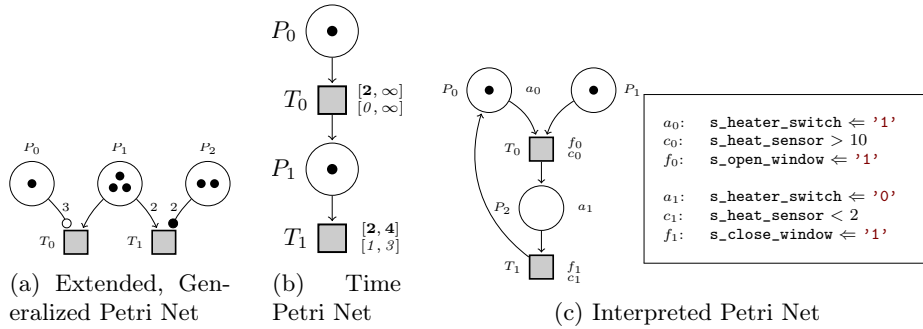 P0
P1
P2
3
2
2
T0
T1
(a) Extended, Gen-
eralized Petri Net
P0
T0
[2, ∞[
[0, ∞[
P1
T1
[2, 4]
[1, 3]
(b) Time
Petri Net
P0
a0
P1
T0
f0
c0
P2
a1
T1
f1
c1
a0: s_heater_switch ⇐ '1'
c0: s_heat_sensor > 10
f0: s_open_window ⇐ '1'
a1: s_heater_switch ⇐ '0'
c1: s_heat_sensor < 2
f1: s_close_window ⇐ '1'
(c) Interpreted Petri Net